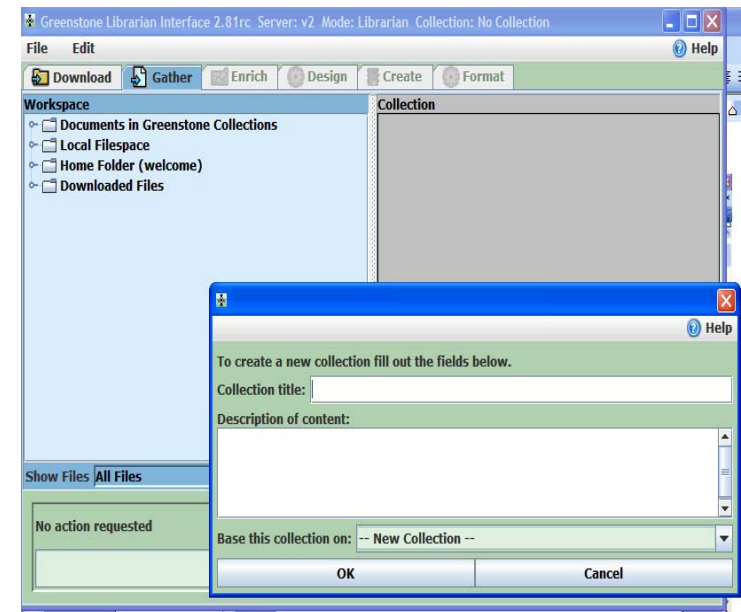 Greenstone Librarian Interface 2.81rc Server: v2 Mode: Librarian Collection: No Collection
File Edit Help
Download Gather Enrich Design Create Format
Workspace Collection
Documents in Greenstone Collections
Local Filespace
Home Folder (welcome)
Downloaded Files
Help
To create a new collection fill out the fields below.
Collection title:
Description of content:
Show Files All Files
No action requested
Base this collection on: -- New Collection --
OK Cancel